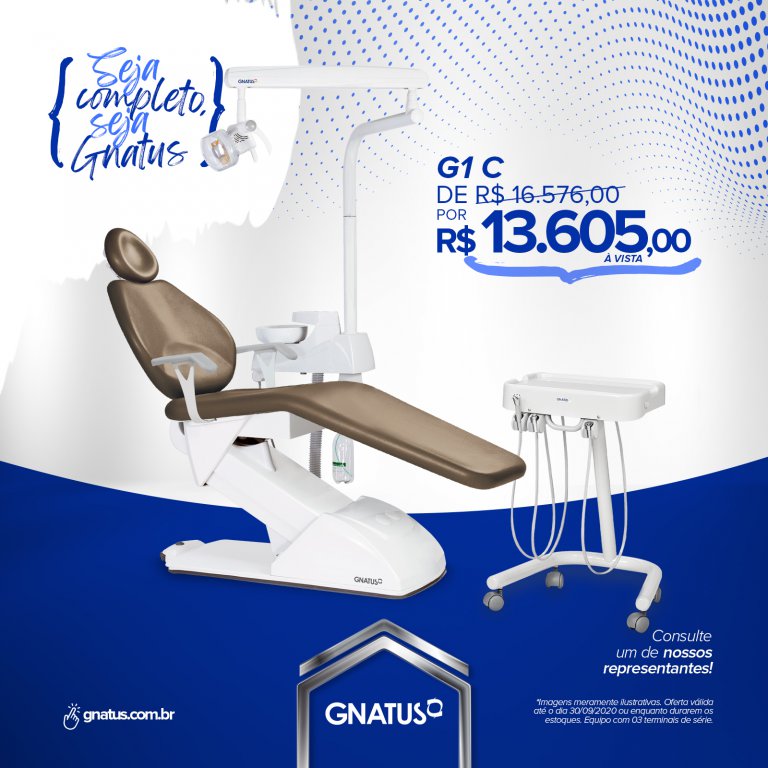 Seja
completo,
seja
Gnatus
GNATUS
G1 C
DE R$ 16.576,00
POR
R$ 13.605,00
À VISTA
GNATUS
Consulte
um de nossos
representantes!
gnatus.com.br
GNATUS
*Imagens meramente ilustrativas. Oferta válida
até o dia 30/09/2020 ou enquanto durarem os
estoques. Equipo com 03 terminais de série.